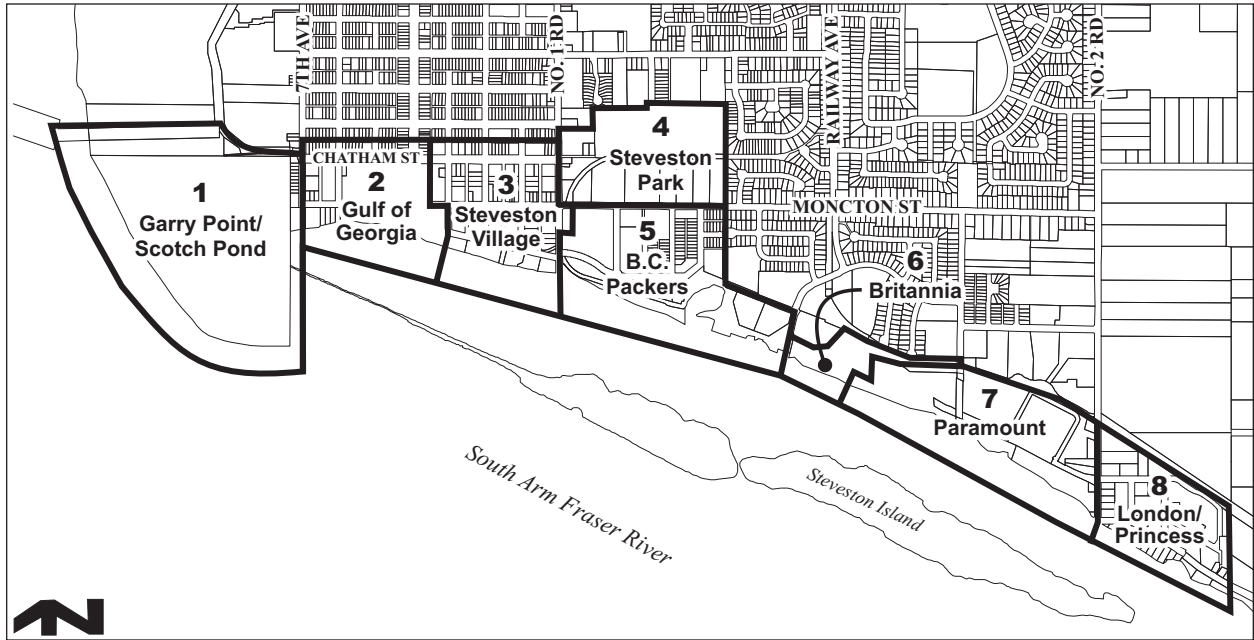 7TH AVE
NO. 1 RD
RAILWAY AVE
NO. 2 RD
CHATHAM ST
MONCTON ST
1
Garry Point/
Scotch Pond
2
Gulf of
Georgia
3
Steveston
Village
4
Steveston
Park
5
B.C.
Packers
6
Britannia
7
Paramount
8
London/
Princess
South Arm Fraser River
Steveston Island
N